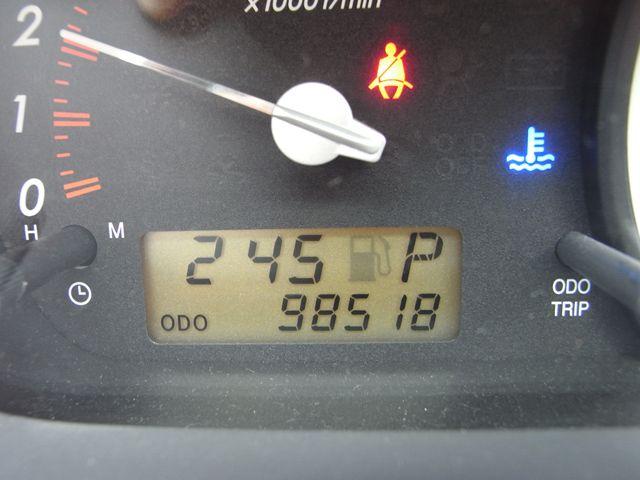 x1000r/min
2
1
0
H M
2 45 P
ODO 98518
ODO
TRIP